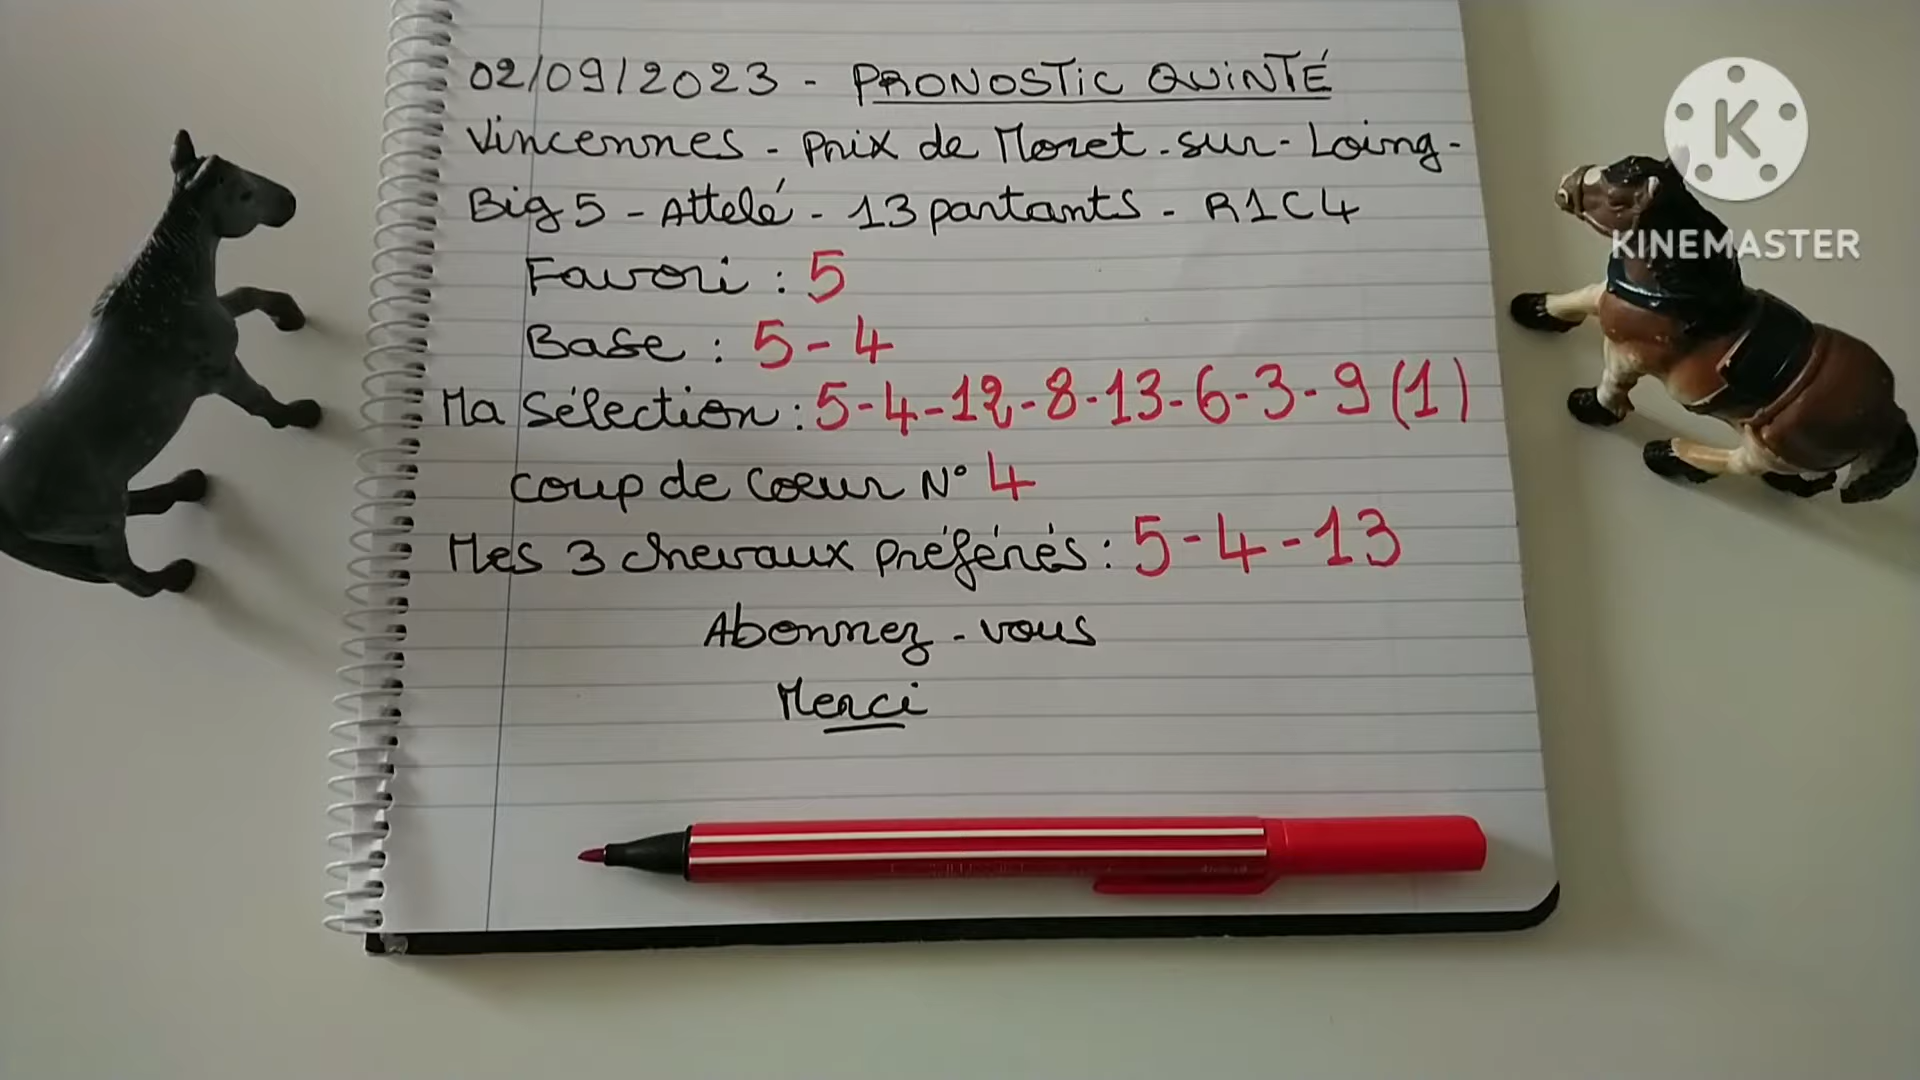 02/09/2023 - PRONOSTIC QUINTÉ
Vincennes - Prix de Moret-sur-Loing -
Big 5 - Attelé - 13 partants - R1C4
Favori : 5
Base : 5 - 4
Ma Sélection : 5-4-12-8-13-6-3-9 (1)
Coup de Coeur N° 4
Mes 3 chevaux préférés : 5-4-13
Abonnez-vous
Merci
K
KINEMASTER